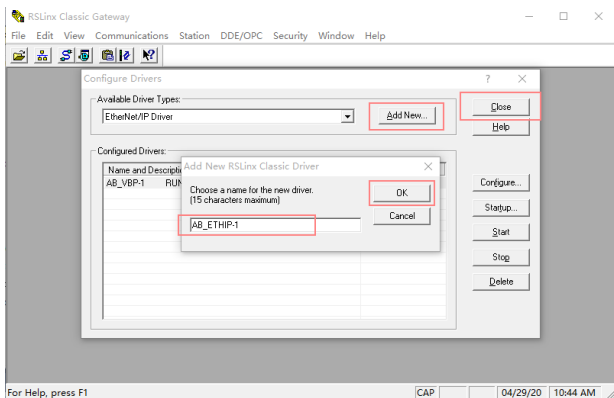 RSLinx Classic Gateway
File Edit View Communications Station DDE/OPC Security Window Help
Configure Drivers ?
Available Driver Types:
EtherNet/IP Driver
Add New...
Close
Help
Configured Drivers:
Name and Descripti
AB_VBP-1 RUN
Add New RSLinx Classic Driver
Choose a name for the new driver.
(15 characters maximum)
OK
Cancel
AB_ETHIP-1
Configure...
Startup...
Start
Stop
Delete
For Help, press F1
CAP 04/29/20 10:44 AM